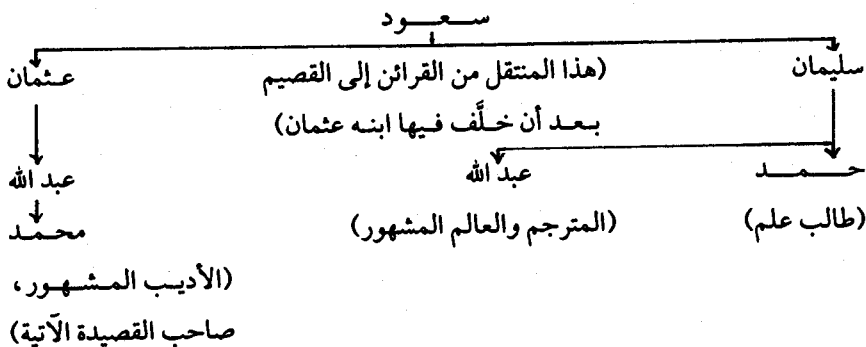 سعود
سليمان (هذا المنتقل من القرائن إلى القصيم عثمان
بعد أن خلَّف فيها ابنه عثمان)
حمد عبد الله عبد الله
(طالب علم) (المترجم والعالم المشهور) محمد
(الأديب المشهور،
صاحب القصيدة الآتية)